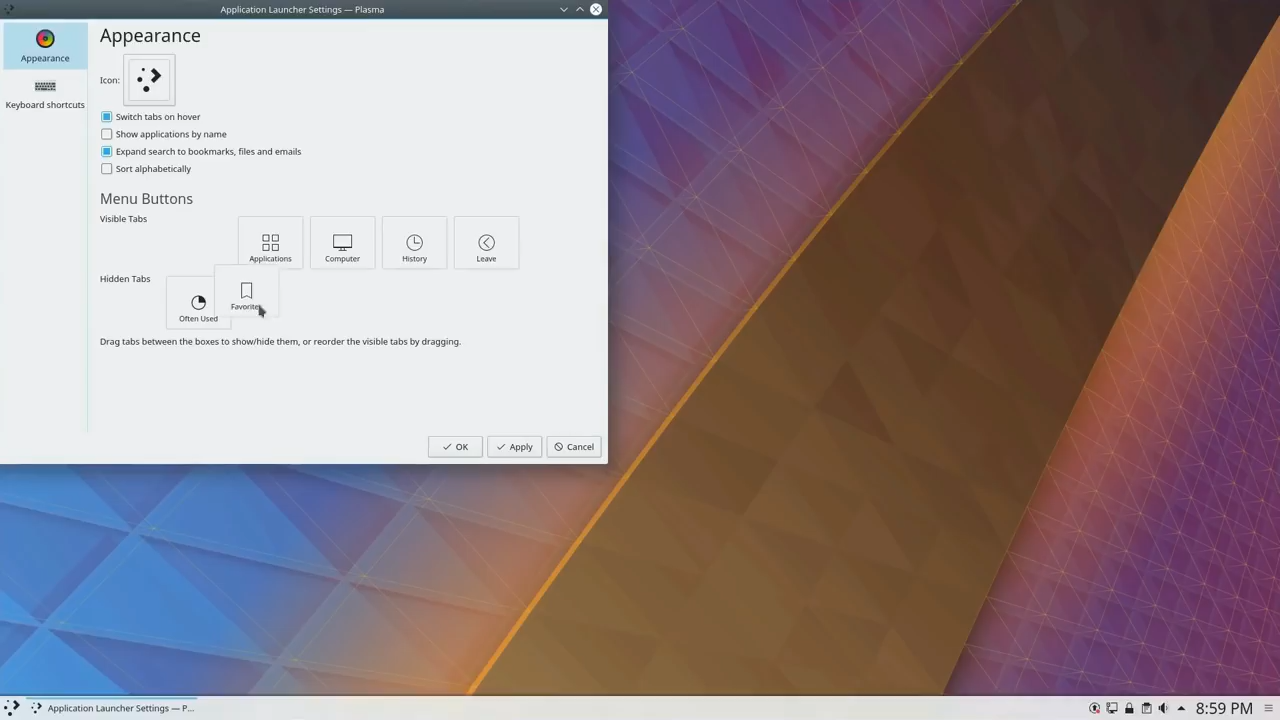 Application Launcher Settings — Plasma
Appearance
Keyboard shortcuts
Appearance
Icon:
Switch tabs on hover
Show applications by name
Expand search to bookmarks, files and emails
Sort alphabetically
Menu Buttons
Visible Tabs
Applications
Computer
History
Leave
Hidden Tabs
Often Used
Favorites
Drag tabs between the boxes to show/hide them, or reorder the visible tabs by dragging.
OK
Apply
Cancel
Application Launcher Settings — P...
8:59 PM